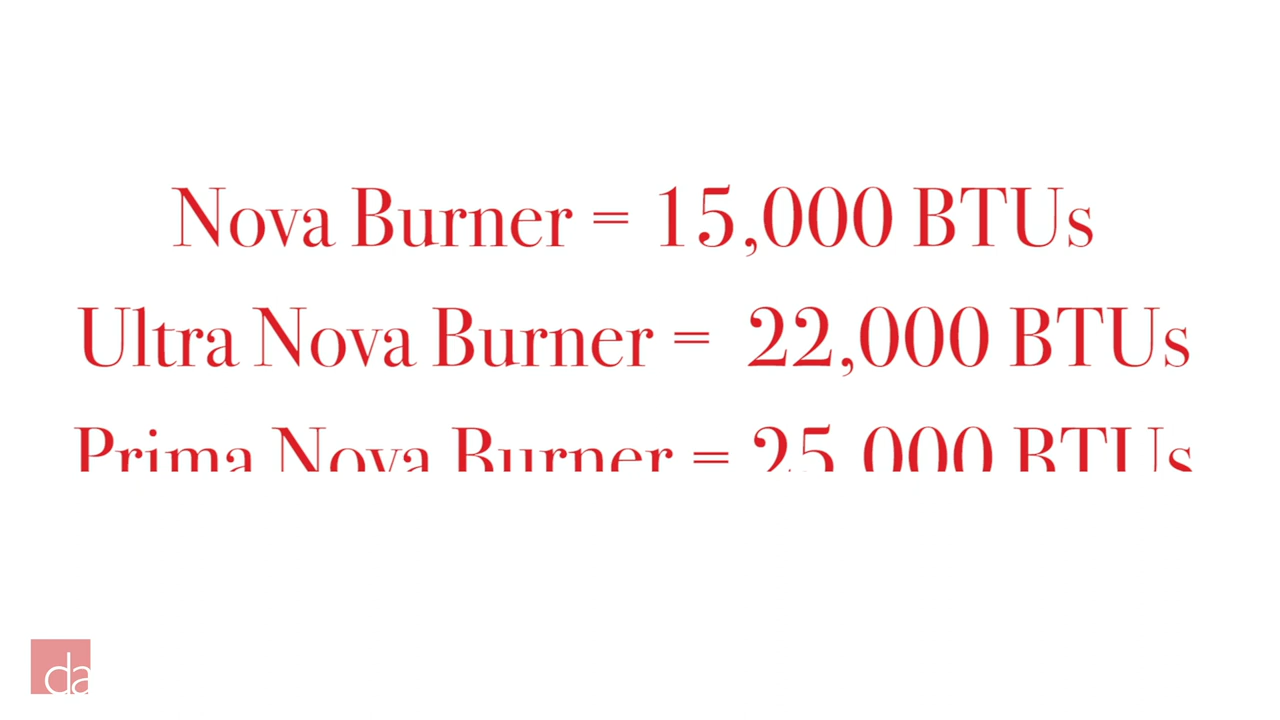 Nova Burner = 15,000 BTUs
Ultra Nova Burner = 22,000 BTUs
Prima Nova Burner = 25,000 BTUs
da